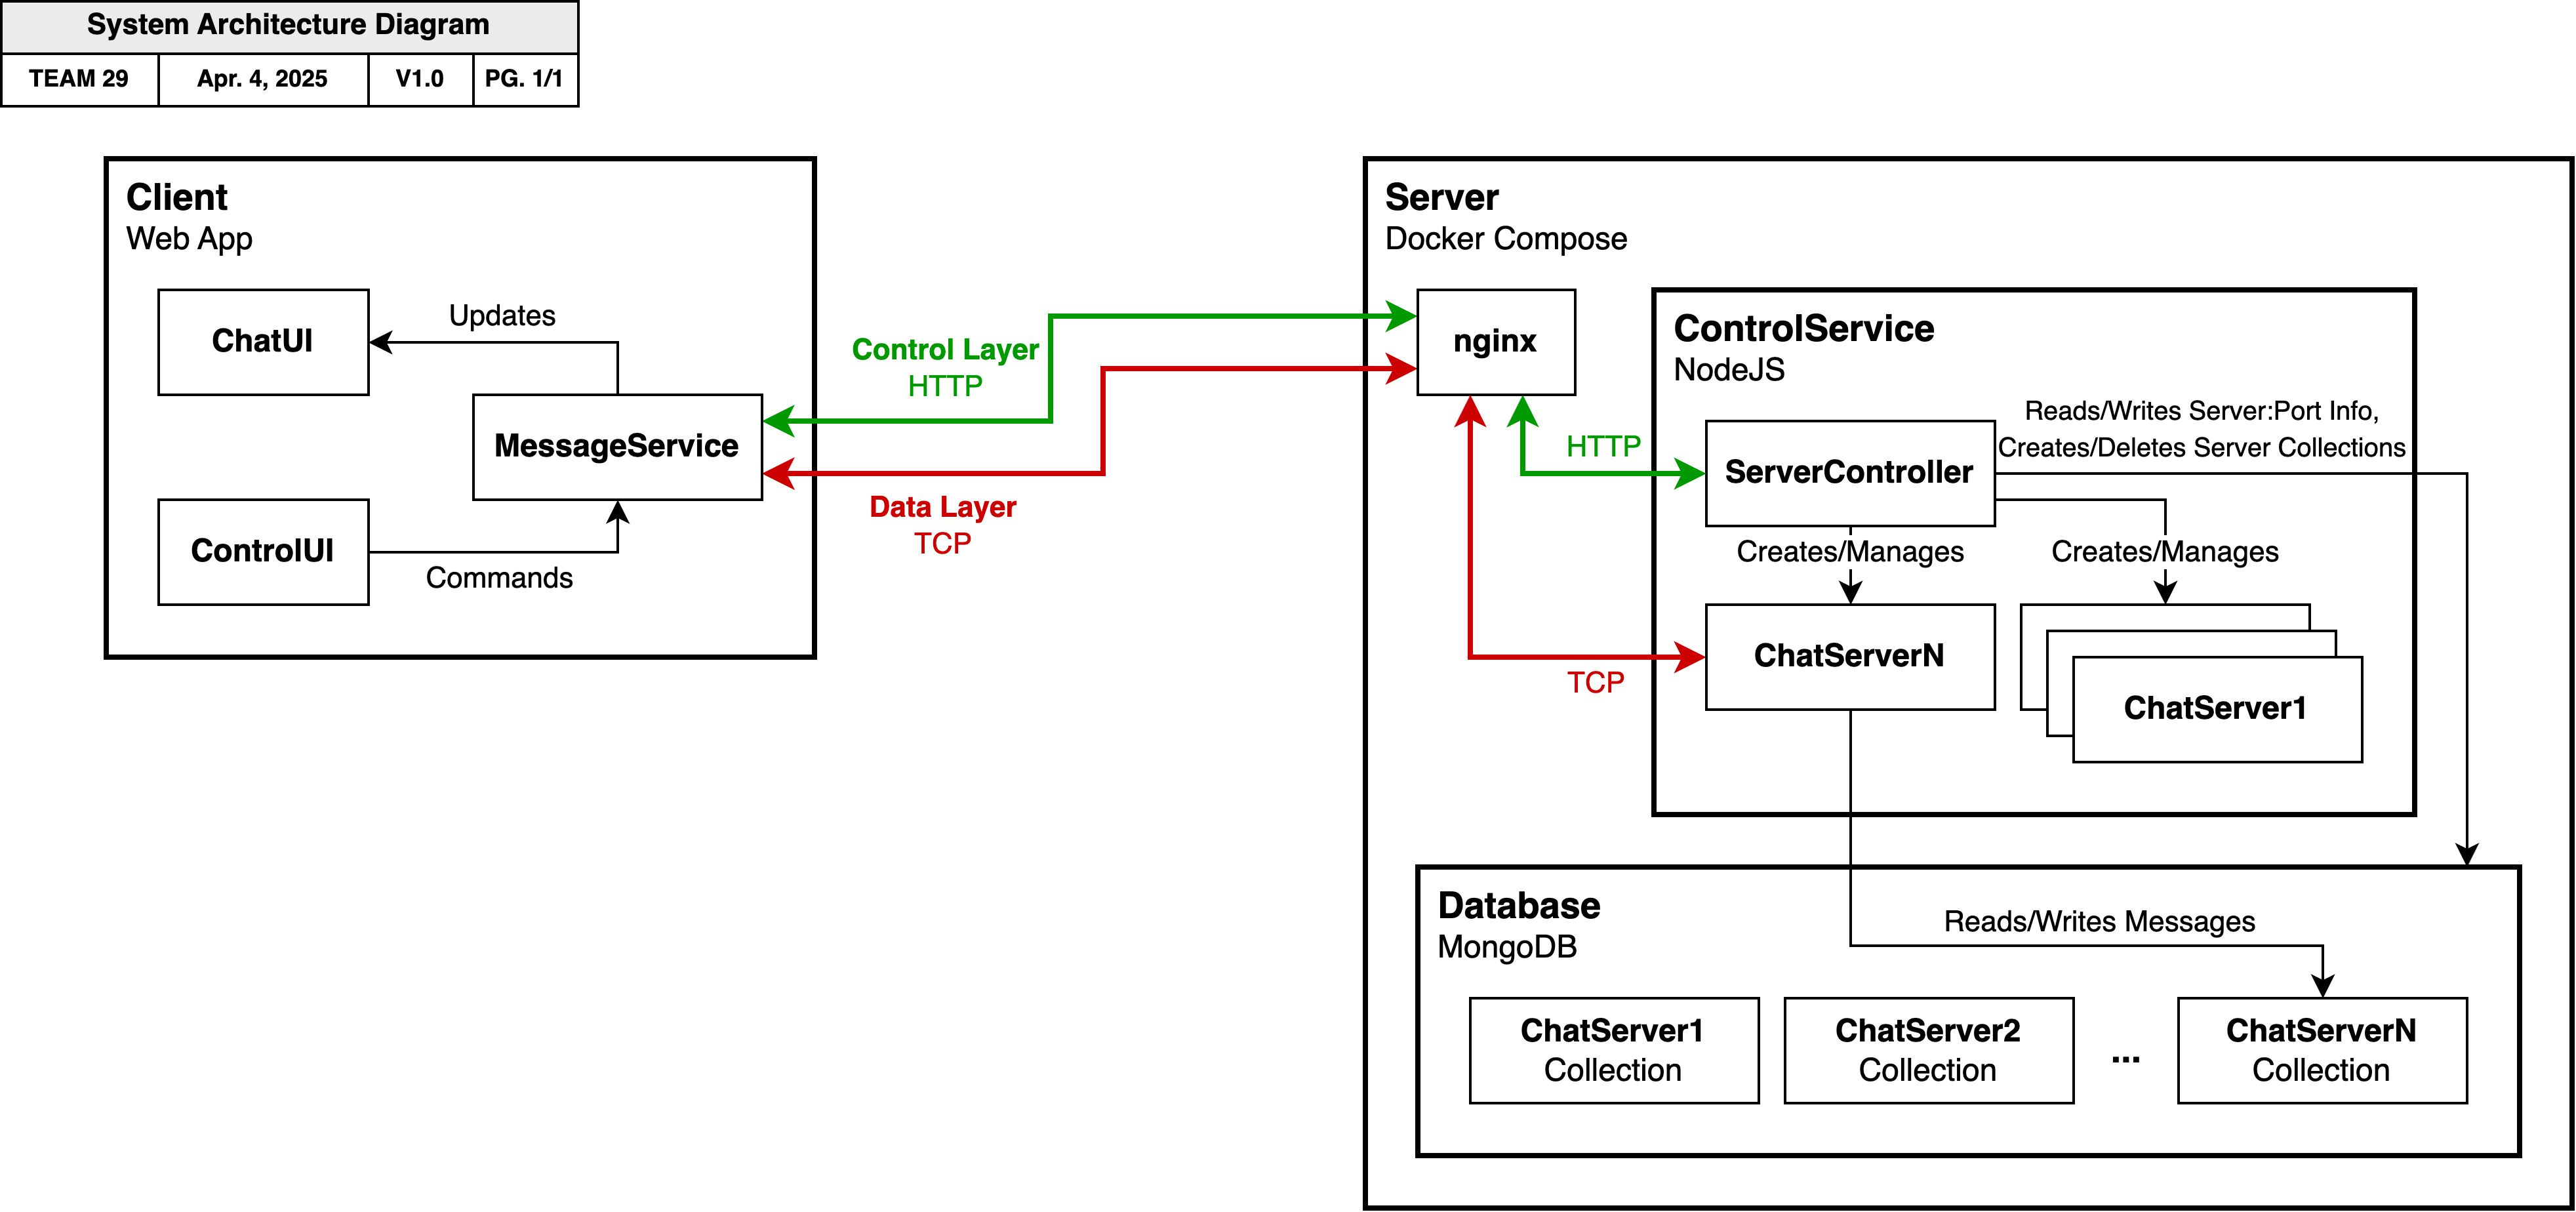 System Architecture Diagram
TEAM 29
Apr. 4, 2025
V1.0
PG. 1/1
Client
Web App
ChatUI
Updates
MessageService
ControlUI
Commands
Control Layer
HTTP
Data Layer
TCP
Server
Docker Compose
nginx
HTTP
TCP
ControlService
NodeJS
ServerController
Reads/Writes Server:Port Info,
Creates/Deletes Server Collections
Creates/Manages
Creates/Manages
ChatServerN
ChatServer1
Database
MongoDB
Reads/Writes Messages
ChatServer1
Collection
ChatServer2
Collection
...
ChatServerN
Collection